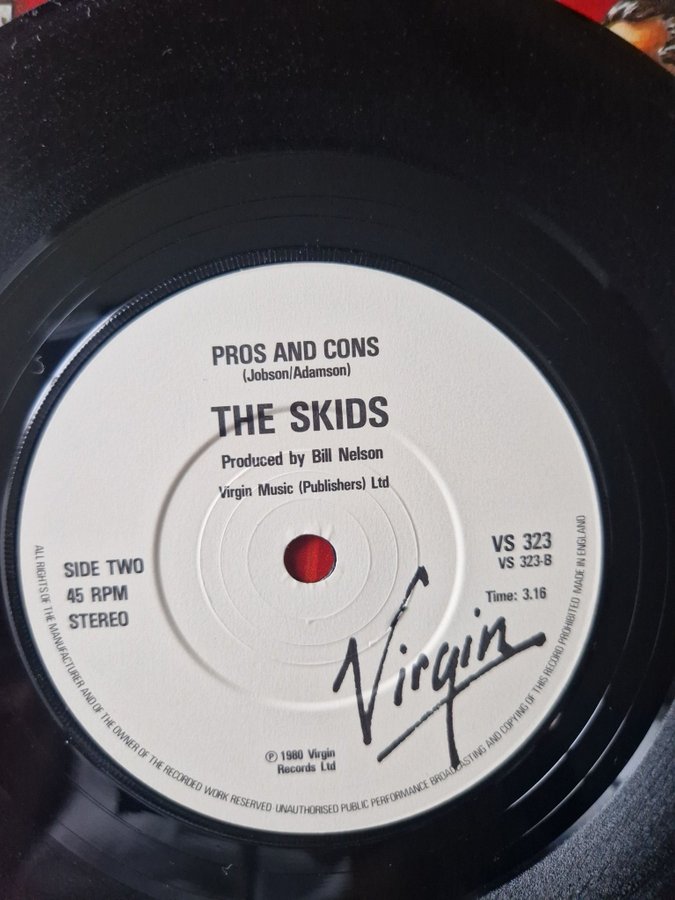 PROS AND CONS
(Jobson/Adamson)
THE SKIDS
Produced by Bill Nelson
Virgin Music (Publishers) Ltd
SIDE TWO
45 RPM
STEREO
VS 323
VS 323-B
Time: 3.16
Virgin
℗ 1980 Virgin
Records Ltd
ALL RIGHTS OF THE MANUFACTURER AND OF THE OWNER OF THE RECORDED WORK RESERVED UNAUTHORISED PUBLIC PERFORMANCE BROADCASTING AND COPYING OF THIS RECORD PROHIBITED MADE IN ENGLAND